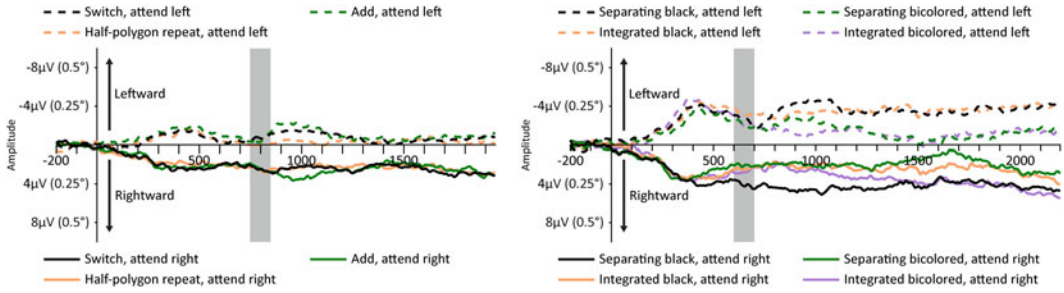 Switch, attend left
Add, attend left
Half-polygon repeat, attend left
-8μV (0.5°)
Leftward
-4μV (0.25°)
Amplitude
-200
500
1000
1500
4μV (0.25°)
Rightward
8μV (0.5°)
Switch, attend right
Add, attend right
Half-polygon repeat, attend right
Separating black, attend left
Separating bicolored, attend left
Integrated black, attend left
Integrated bicolored, attend left
-8μV (0.5°)
Leftward
-4μV (0.25°)
Amplitude
-200
500
1000
1500
2000
4μV (0.25°)
Rightward
8μV (0.5°)
Separating black, attend right
Separating bicolored, attend right
Integrated black, attend right
Integrated bicolored, attend right